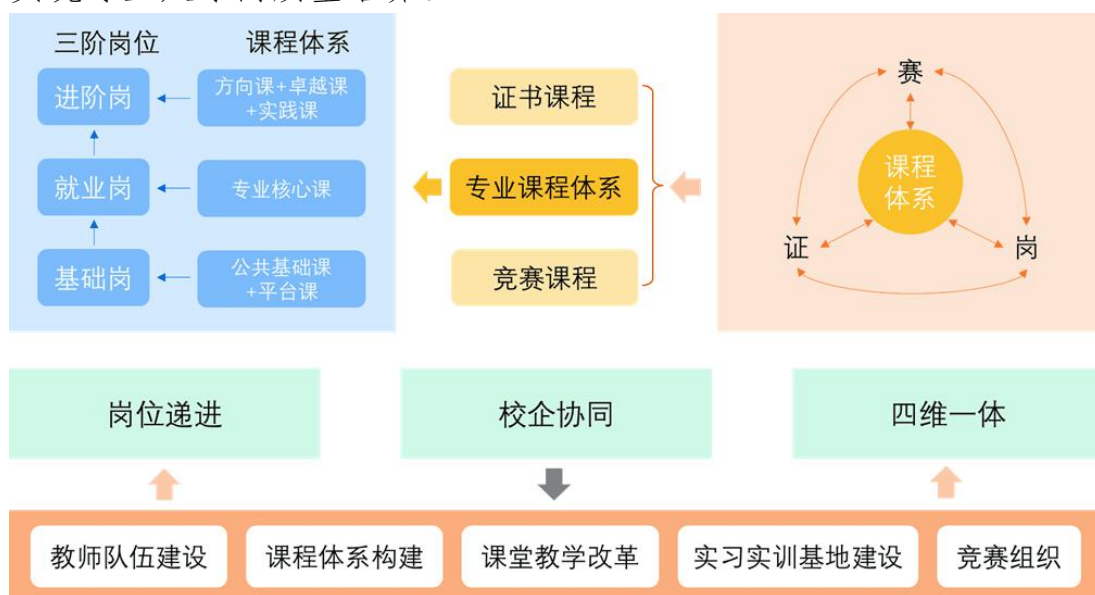 三阶岗位
课程体系
进阶岗
方向课+卓越课
+实践课
就业岗
专业核心课
基础岗
公共基础课
+平台课
证书课程
专业课程体系
竞赛课程
赛
课程
体系
证
岗
岗位递进
校企协同
四维一体
教师队伍建设
课程体系构建
课堂教学改革
实习实训基地建设
竞赛组织